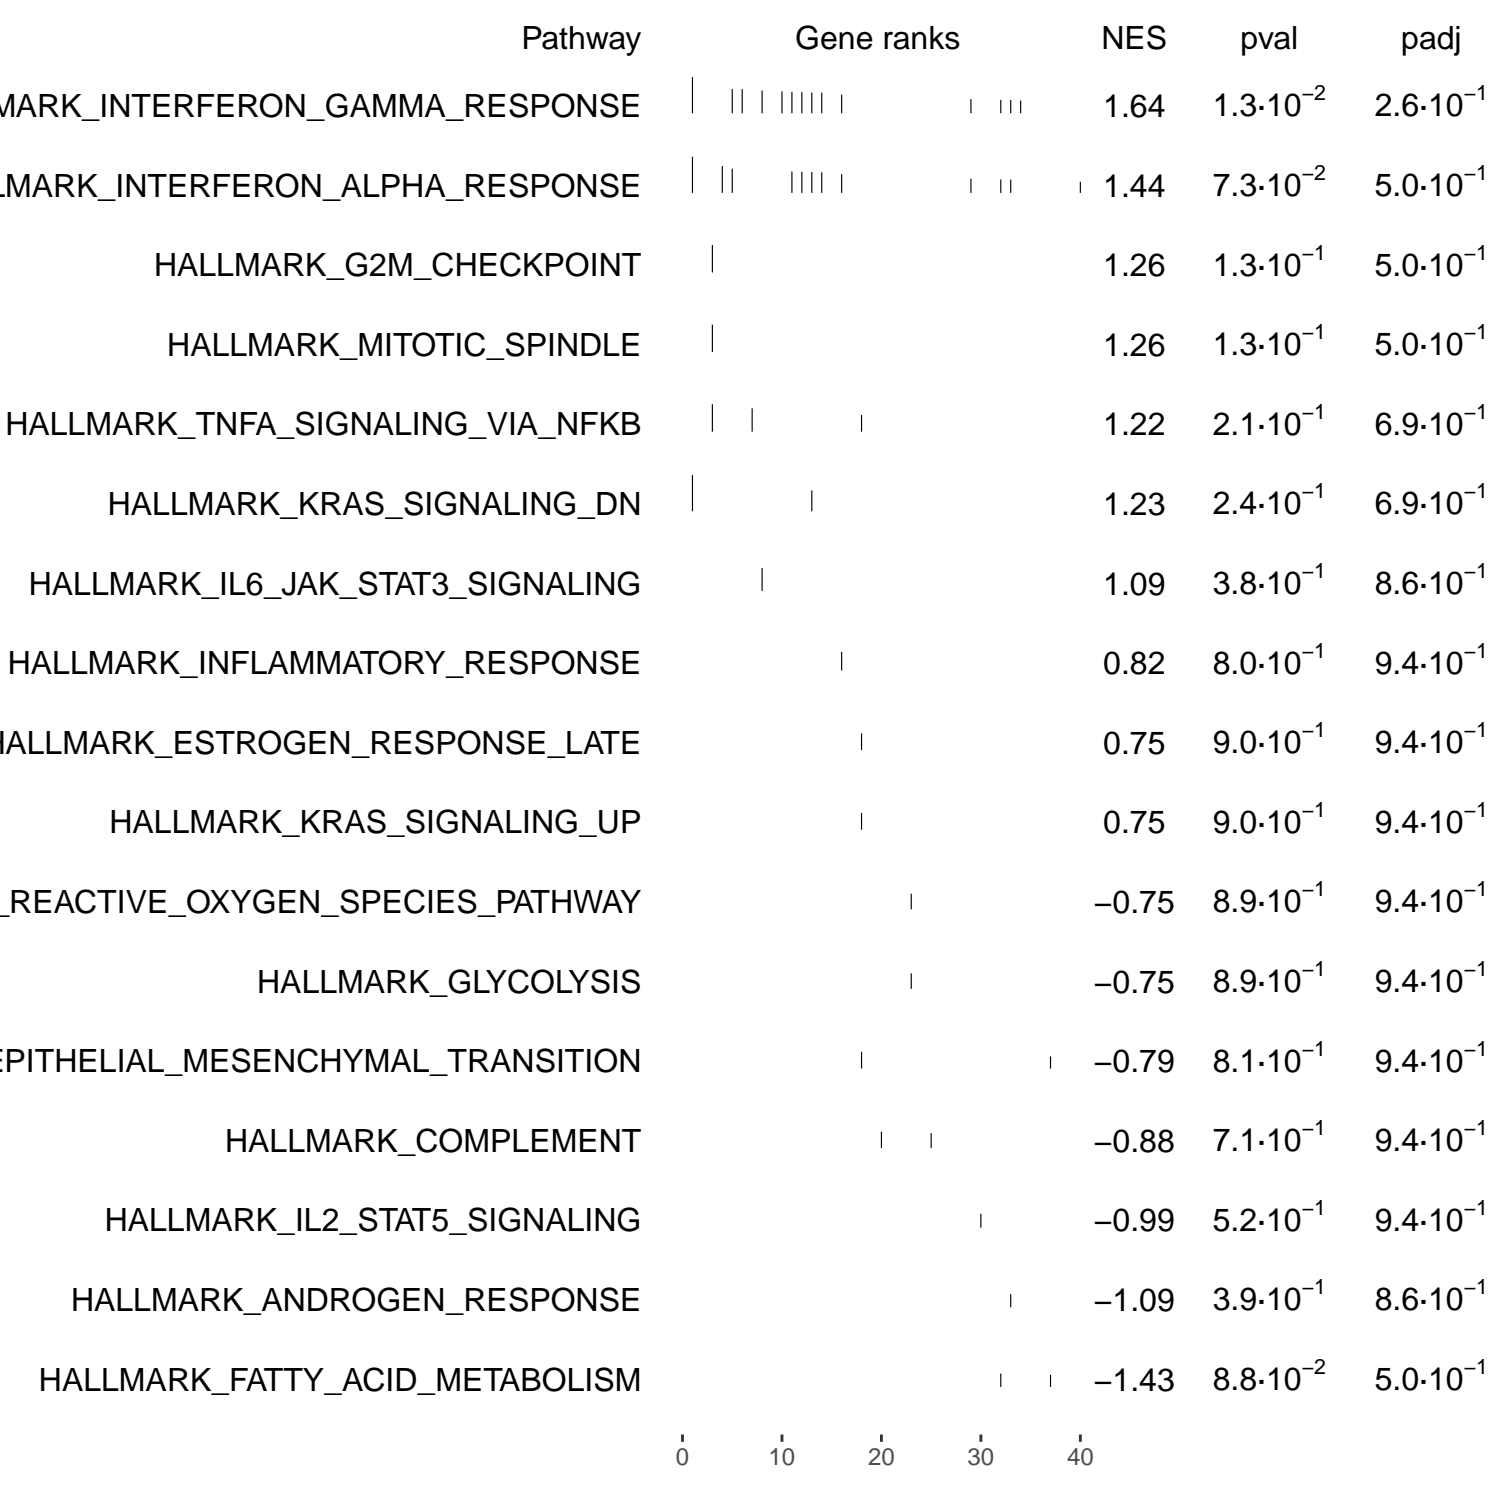 Pathway Gene ranks NES pval padj
MARK_INTERFERON_GAMMA_RESPONSE 1.64 1.3·10⁻² 2.6·10⁻¹
LMARK_INTERFERON_ALPHA_RESPONSE 1.44 7.3·10⁻² 5.0·10⁻¹
HALLMARK_G2M_CHECKPOINT 1.26 1.3·10⁻¹ 5.0·10⁻¹
HALLMARK_MITOTIC_SPINDLE 1.26 1.3·10⁻¹ 5.0·10⁻¹
HALLMARK_TNFA_SIGNALING_VIA_NFKB 1.22 2.1·10⁻¹ 6.9·10⁻¹
HALLMARK_KRAS_SIGNALING_DN 1.23 2.4·10⁻¹ 6.9·10⁻¹
HALLMARK_IL6_JAK_STAT3_SIGNALING 1.09 3.8·10⁻¹ 8.6·10⁻¹
HALLMARK_INFLAMMATORY_RESPONSE 0.82 8.0·10⁻¹ 9.4·10⁻¹
HALLMARK_ESTROGEN_RESPONSE_LATE 0.75 9.0·10⁻¹ 9.4·10⁻¹
HALLMARK_KRAS_SIGNALING_UP 0.75 9.0·10⁻¹ 9.4·10⁻¹
_REACTIVE_OXYGEN_SPECIES_PATHWAY −0.75 8.9·10⁻¹ 9.4·10⁻¹
HALLMARK_GLYCOLYSIS −0.75 8.9·10⁻¹ 9.4·10⁻¹
EPITHELIAL_MESENCHYMAL_TRANSITION −0.79 8.1·10⁻¹ 9.4·10⁻¹
HALLMARK_COMPLEMENT −0.88 7.1·10⁻¹ 9.4·10⁻¹
HALLMARK_IL2_STAT5_SIGNALING −0.99 5.2·10⁻¹ 9.4·10⁻¹
HALLMARK_ANDROGEN_RESPONSE −1.09 3.9·10⁻¹ 8.6·10⁻¹
HALLMARK_FATTY_ACID_METABOLISM −1.43 8.8·10⁻² 5.0·10⁻¹
0 10 20 30 40